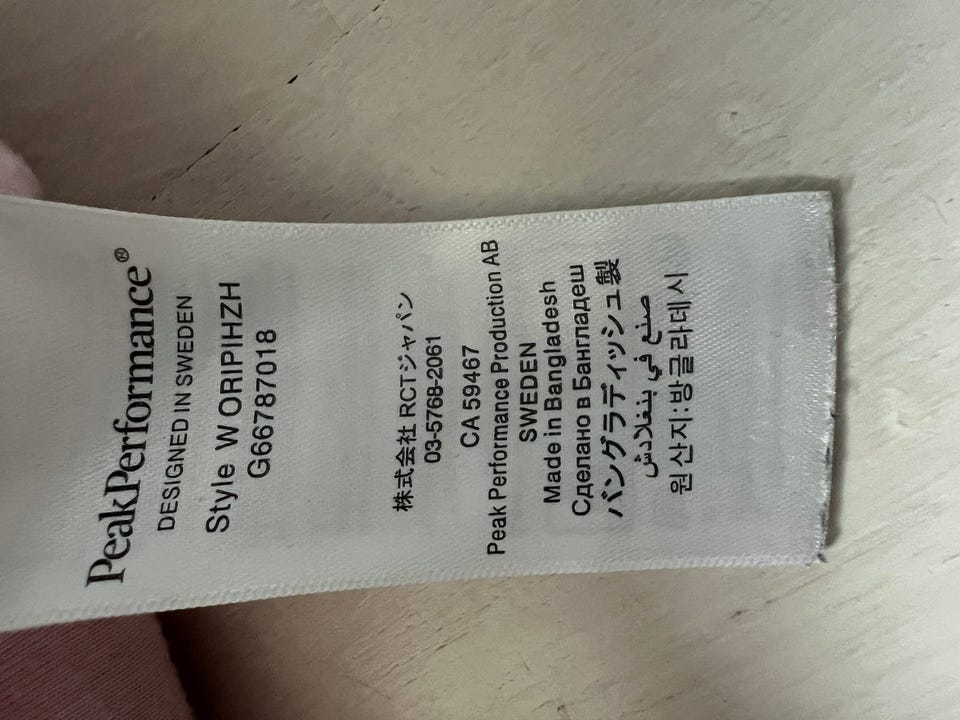 PeakPerformance®
DESIGNED IN SWEDEN
Style W ORIPIHZH
G66787018
株式会社 RCTジャパン
03-5768-2061
CA 59467
Peak Performance Production AB
SWEDEN
Made in Bangladesh
Сделано в Бангладеш
バングラディッシュ製
صنع في بنغلادش
원산지:방글라데시